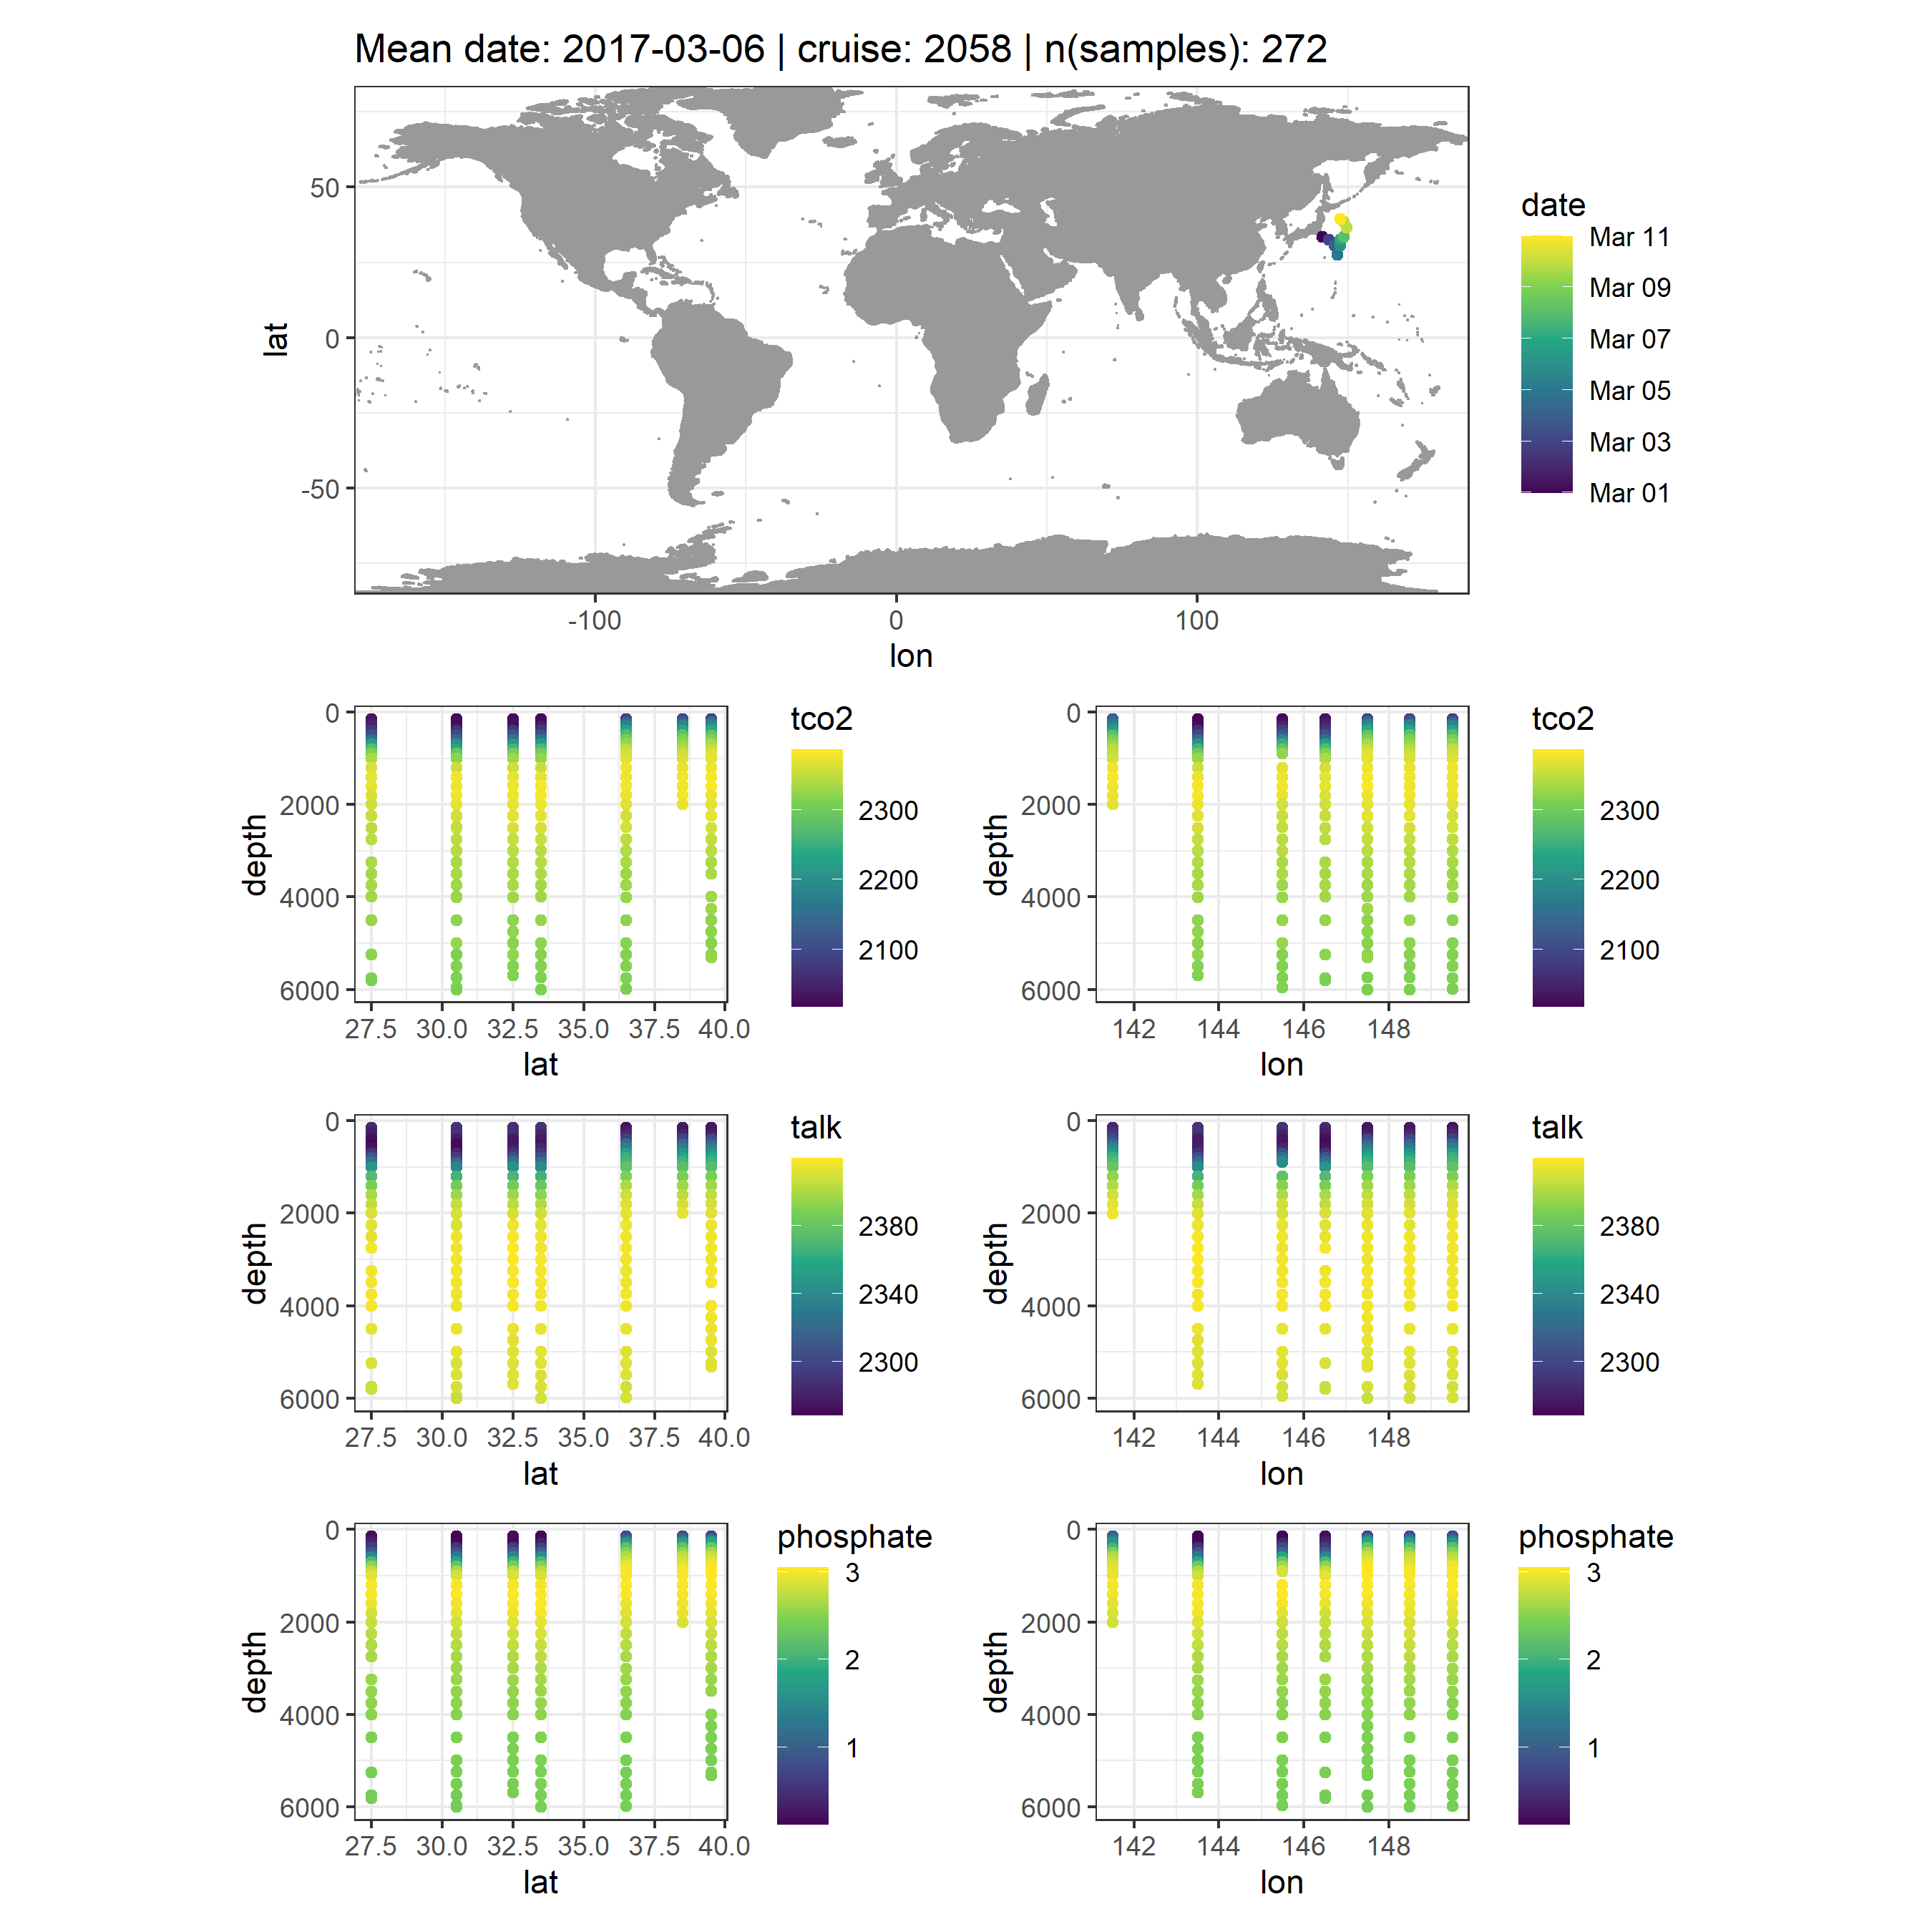 Mean date: 2017-03-06 | cruise: 2058 | n(samples): 272
lat
50
0
-50
-100
0
100
lon
date
Mar 11
Mar 09
Mar 07
Mar 05
Mar 03
Mar 01
depth
0
2000
4000
6000
27.5 30.0 32.5 35.0 37.5 40.0
lat
tco2
2300
2200
2100
depth
0
2000
4000
6000
142 144 146 148
lon
tco2
2300
2200
2100
depth
0
2000
4000
6000
27.5 30.0 32.5 35.0 37.5 40.0
lat
talk
2380
2340
2300
depth
0
2000
4000
6000
142 144 146 148
lon
talk
2380
2340
2300
depth
0
2000
4000
6000
27.5 30.0 32.5 35.0 37.5 40.0
lat
phosphate
3
2
1
depth
0
2000
4000
6000
142 144 146 148
lon
phosphate
3
2
1